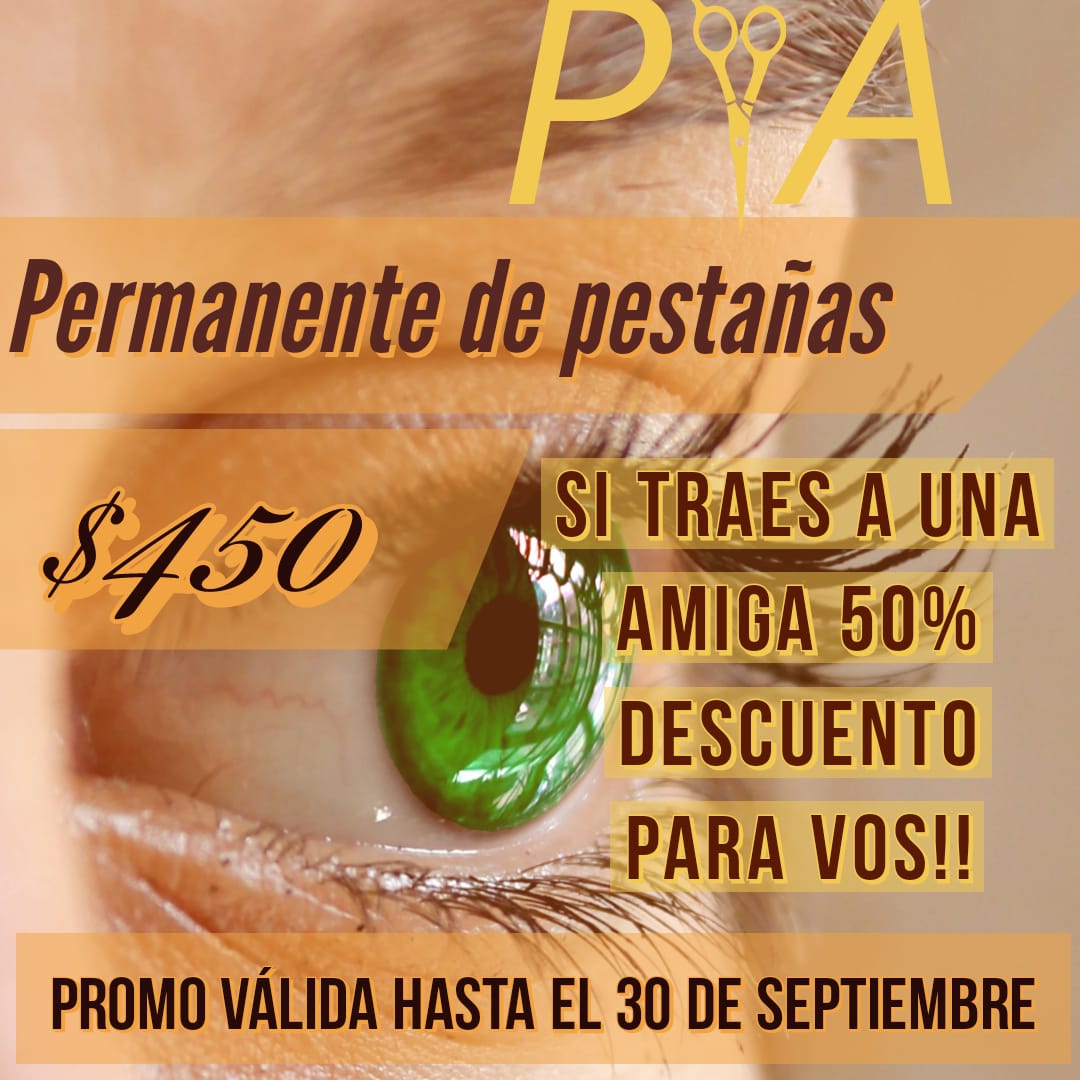 P A
Permanente de pestañas
$450
SI TRAES A UNA
AMIGA 50%
DESCUENTO
PARA VOS!!
PROMO VÁLIDA HASTA EL 30 DE SEPTIEMBRE